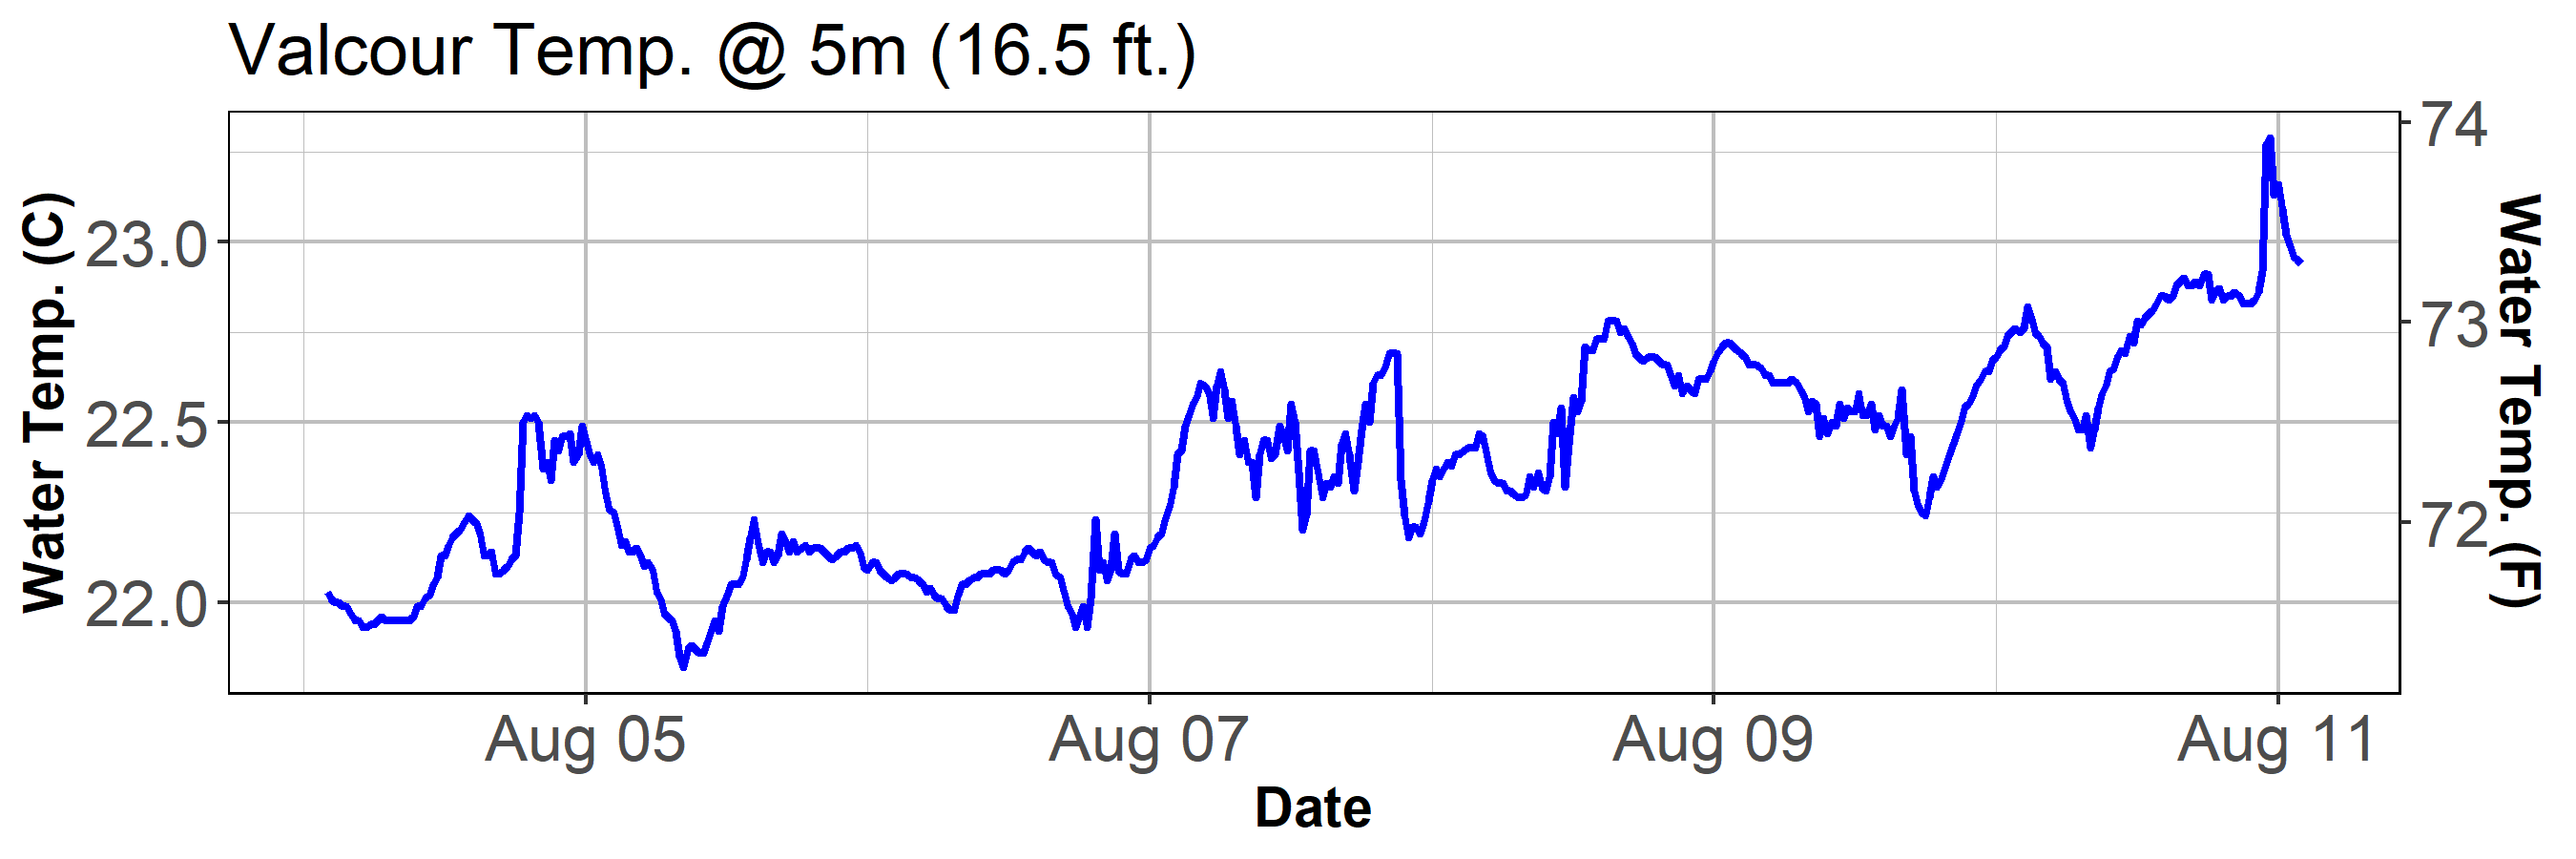 Valcour Temp. @ 5m (16.5 ft.)
Water Temp. (C)
23.0
22.5
22.0
74
73
72
Water Temp. (F)
Aug 05 Aug 07 Aug 09 Aug 11
Date